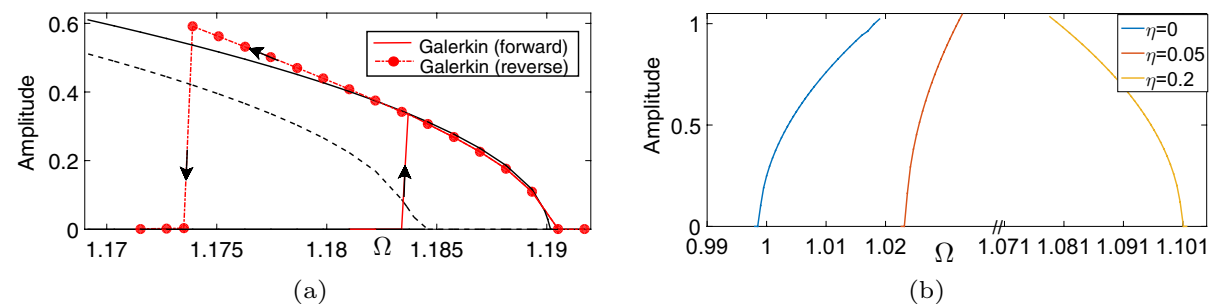 0.6
0.4
0.2
0
Amplitude
Galerkin (forward)
Galerkin (reverse)
1.17 1.175 1.18 Ω 1.185 1.19
(a)
1
0.5
0
Amplitude
η=0
η=0.05
η=0.2
0.99 1 1.01 1.02 Ω 1.071 1.081 1.091 1.101
(b)